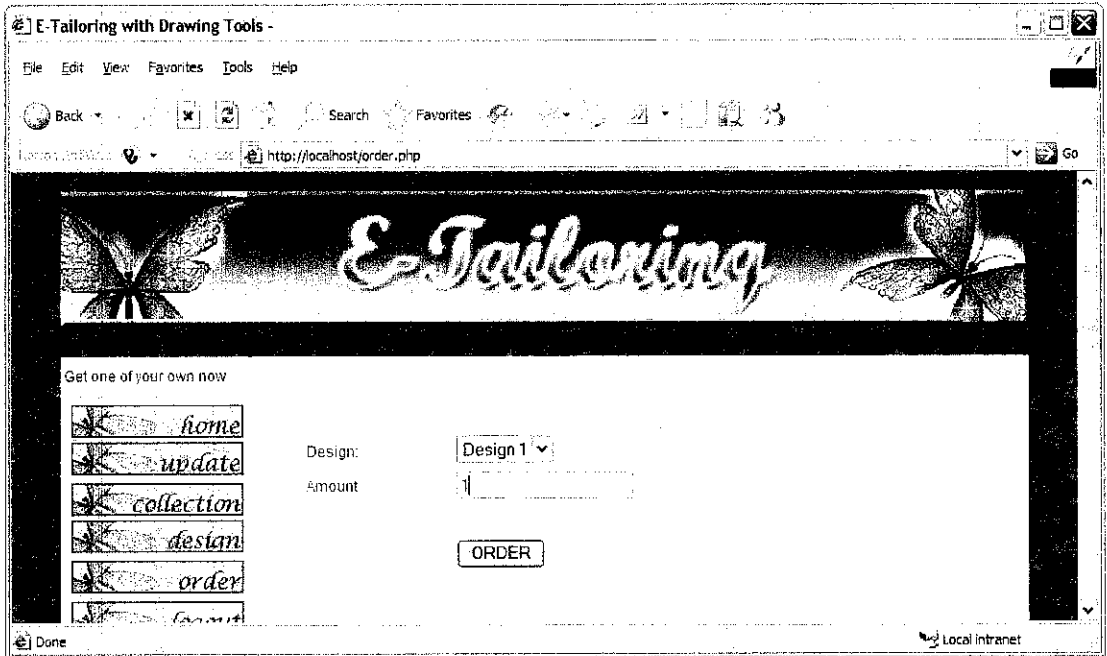 E-Tailoring with Drawing Tools -
File Edit View Favorites Tools Help
Back Search Favorites
http://localhost/order.php Go
E-Tailoring
Get one of your own now
home
update
collection
design
order
logout
Design: Design 1
Amount 1
ORDER
Done Local intranet